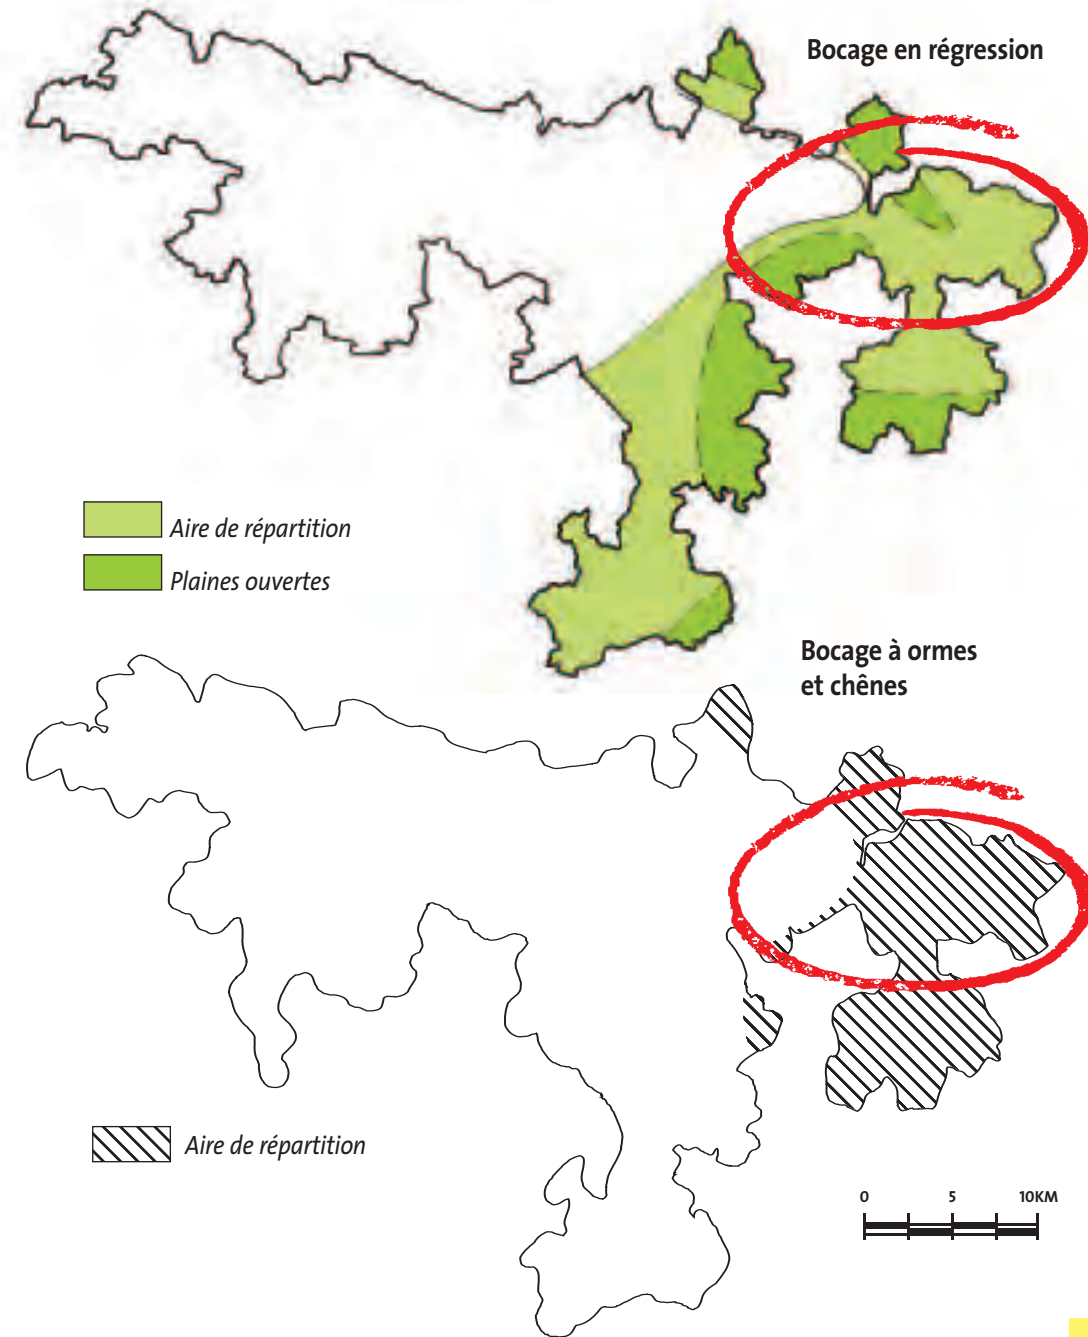 Bocage en régression
Aire de répartition
Plaines ouvertes
Bocage à ormes
et chênes
Aire de répartition
0 5 10KM